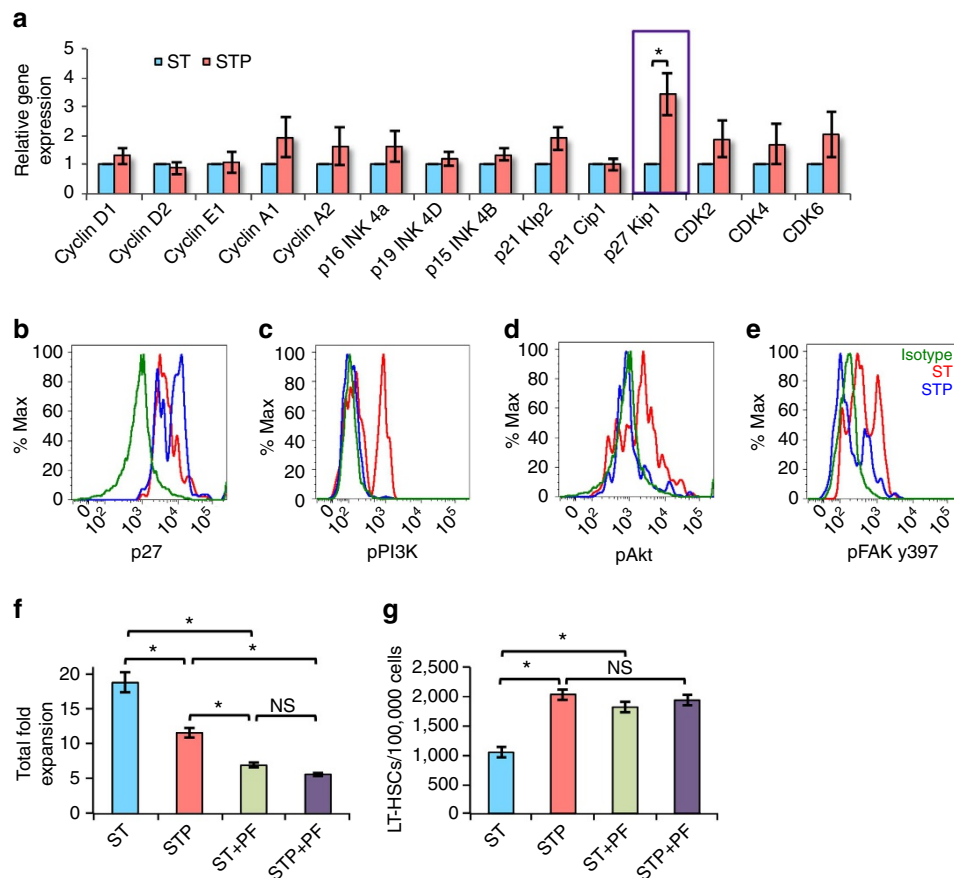 a
Relative gene expression
5
4
3
2
1
0
ST STP
*
Cyclin D1
Cyclin D2
Cyclin E1
Cyclin A1
Cyclin A2
p16 INK 4a
p19 INK 4D
p15 INK 4B
p21 KIp2
p21 Cip1
p27 Kip1
CDK2
CDK4
CDK6
b
% Max
100
80
60
40
20
0
0 10² 10³ 10⁴ 10⁵
p27
c
% Max
100
80
60
40
20
0
0 10² 10³ 10⁴ 10⁵
pPI3K
d
% Max
100
80
60
40
20
0
0 10² 10³ 10⁴ 10⁵
pAkt
e
% Max
100
80
60
40
20
0
Isotype
ST
STP
0 10² 10³ 10⁴ 10⁵
pFAK y397
f
Total fold expansion
20
15
10
5
0
*
* *
* NS
ST
STP
ST+PF
STP+PF
g
LT-HSCs/100,000 cells
2,500
2,000
1,500
1,000
500
0
*
* NS
ST
STP
ST+PF
STP+PF